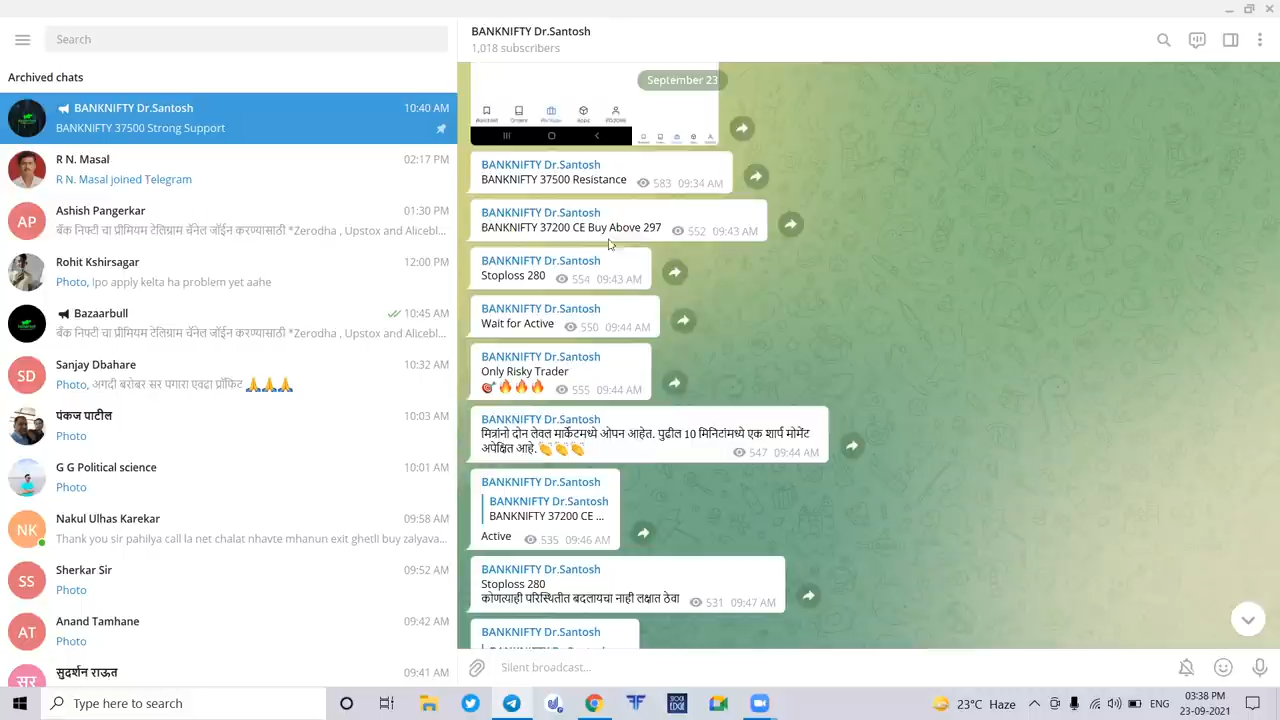 Search
Archived chats
BANKNIFTY Dr.Santosh 10:40 AM
BANKNIFTY 37500 Strong Support
R N. Masal 02:17 PM
R N. Masal joined Telegram
Ashish Pangerkar 01:30 PM
AP
बँक निफ्टी चा प्रीमियम टेलिग्राम चॅनेल जॉईन करण्यासाठी *Zerodha , Upstox and Alicebl...
Rohit Kshirsagar 12:00 PM
Photo, Ipo apply kelta ha problem yet aahe
Bazaarbull 10:45 AM
बँक निफ्टी चा प्रीमियम टेलिग्राम चॅनेल जॉईन करण्यासाठी *Zerodha , Upstox and Alicebl...
Sanjay Dbahare 10:32 AM
SD
Photo, अगदी बरोबर सर पगारा एवढा प्रॉफिट 🙏🙏🙏
पंकज पाटील 10:03 AM
Photo
G G Political science 10:01 AM
Photo
Nakul Ulhas Karekar 09:58 AM
NK
Thank you sir pahilya call la net chalat nhavte mhanun exit ghetli buy zalyava...
Sherkar Sir 09:52 AM
SS
Photo
Anand Tamhane 09:42 AM
AT
Photo
सुदर्शन राऊत 09:41 AM
सर
BANKNIFTY Dr.Santosh
1,018 subscribers
September 23
BANKNIFTY Dr.Santosh
BANKNIFTY 37500 Resistance 583 09:34 AM
BANKNIFTY Dr.Santosh
BANKNIFTY 37200 CE Buy Above 297 552 09:43 AM
BANKNIFTY Dr.Santosh
Stoploss 280 554 09:43 AM
BANKNIFTY Dr.Santosh
Wait for Active 550 09:44 AM
BANKNIFTY Dr.Santosh
Only Risky Trader
🎯🔥🔥🔥 555 09:44 AM
BANKNIFTY Dr.Santosh
मित्रांनो दोन लेवल मार्केटमध्ये ओपन आहेत. पुढील 10 मिनिटांमध्ये एक शार्प मोमेंट
अपेक्षित आहे.👏👏👏 547 09:44 AM
BANKNIFTY Dr.Santosh
BANKNIFTY Dr.Santosh
BANKNIFTY 37200 CE ...
Active 535 09:46 AM
BANKNIFTY Dr.Santosh
Stoploss 280
कोणत्याही परिस्थितीत बदलायचा नाही लक्षात ठेवा 531 09:47 AM
BANKNIFTY Dr.Santosh
Silent broadcast...
Type here to search
STOCK EDGE
23°C Haze
ENG
03:38 PM
23-09-2021